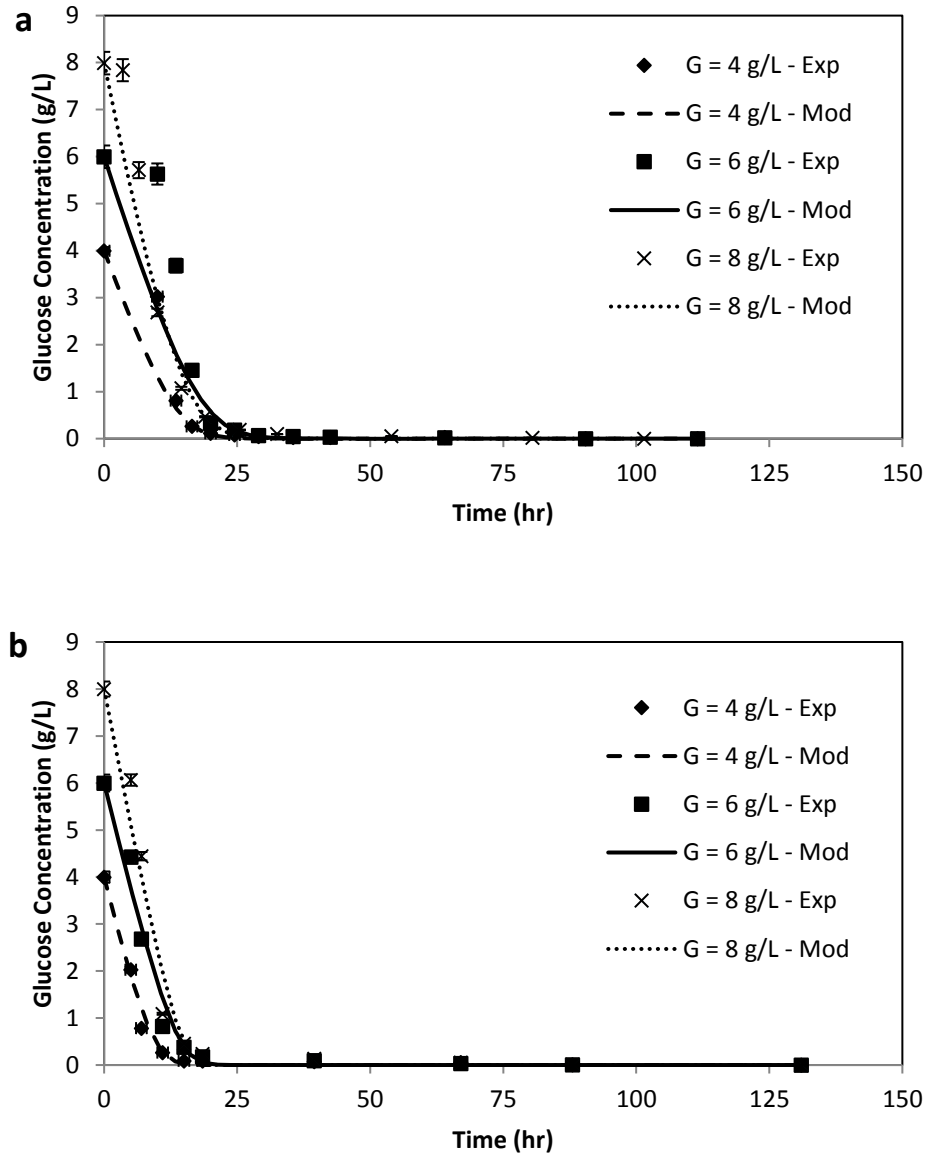 a
9
8
7
6
5
4
3
2
1
0
Glucose Concentration (g/L)
0 25 50 75 100 125 150
Time (hr)
G = 4 g/L - Exp
G = 4 g/L - Mod
G = 6 g/L - Exp
G = 6 g/L - Mod
G = 8 g/L - Exp
G = 8 g/L - Mod
b
9
8
7
6
5
4
3
2
1
0
Glucose Concentration (g/L)
0 25 50 75 100 125 150
Time (hr)
G = 4 g/L - Exp
G = 4 g/L - Mod
G = 6 g/L - Exp
G = 6 g/L - Mod
G = 8 g/L - Exp
G = 8 g/L - Mod